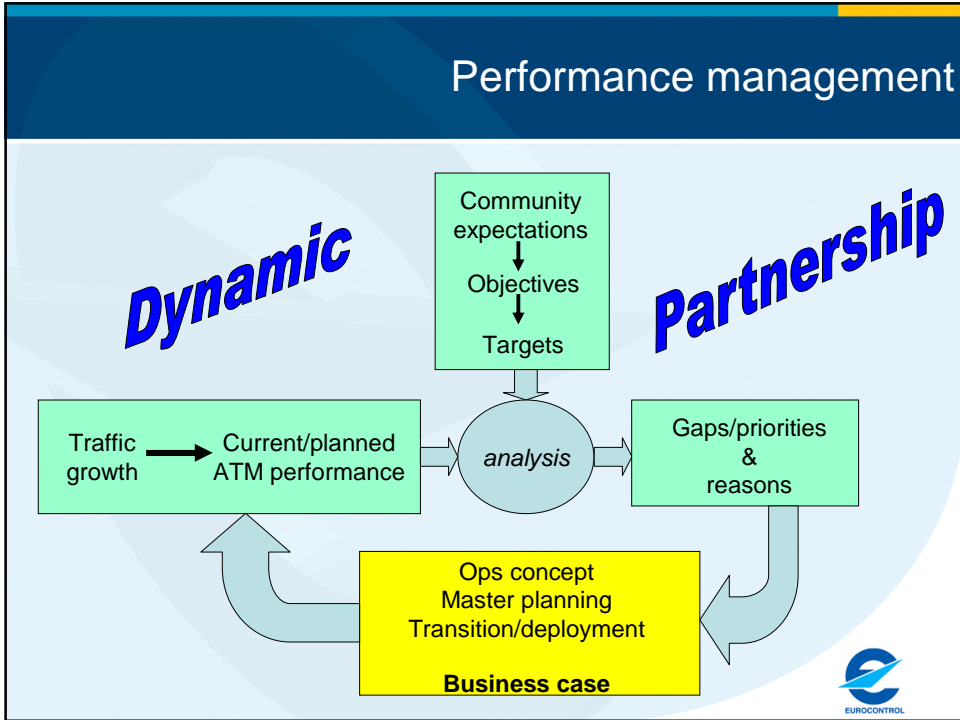 Performance management
Dynamic
Partnership
Community
expectations
Objectives
Targets
Traffic
growth
Current/planned
ATM performance
analysis
Gaps/priorities
&
reasons
Ops concept
Master planning
Transition/deployment
Business case
EUROCONTROL